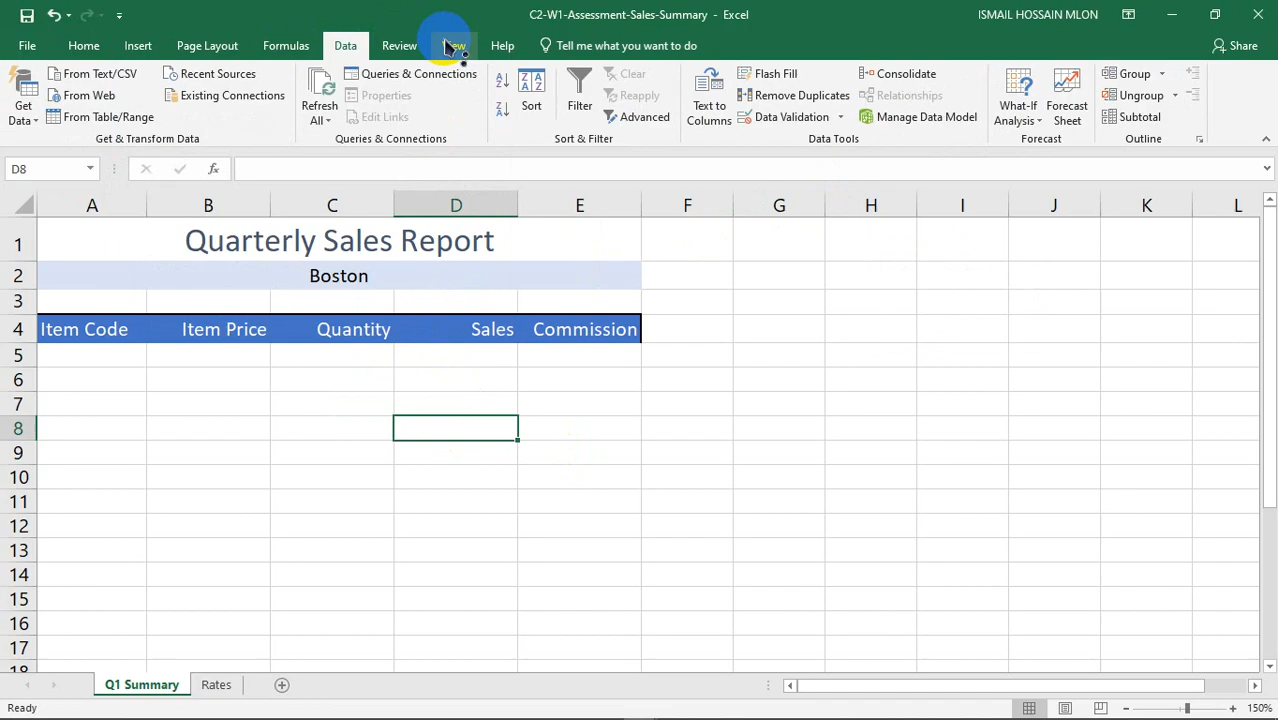 C2-W1-Assessment-Sales-Summary - Excel
ISMAIL HOSSAIN MLON
File Home Insert Page Layout Formulas Data Review View Help Tell me what you want to do Share
Get Data
From Text/CSV
From Web
From Table/Range
Recent Sources
Existing Connections
Get & Transform Data
Refresh All
Queries & Connections
Properties
Edit Links
Queries & Connections
Sort
Filter
Clear
Reapply
Advanced
Sort & Filter
Text to Columns
Flash Fill
Remove Duplicates
Data Validation
Consolidate
Relationships
Manage Data Model
Data Tools
What-If Analysis
Forecast Sheet
Forecast
Group
Ungroup
Subtotal
Outline
D8
fx
A B C D E F G H I J K L
1 Quarterly Sales Report
2 Boston
3
4 Item Code Item Price Quantity Sales Commission
5
6
7
8
9
10
11
12
13
14
15
16
17
18
Q1 Summary Rates
Ready
150%